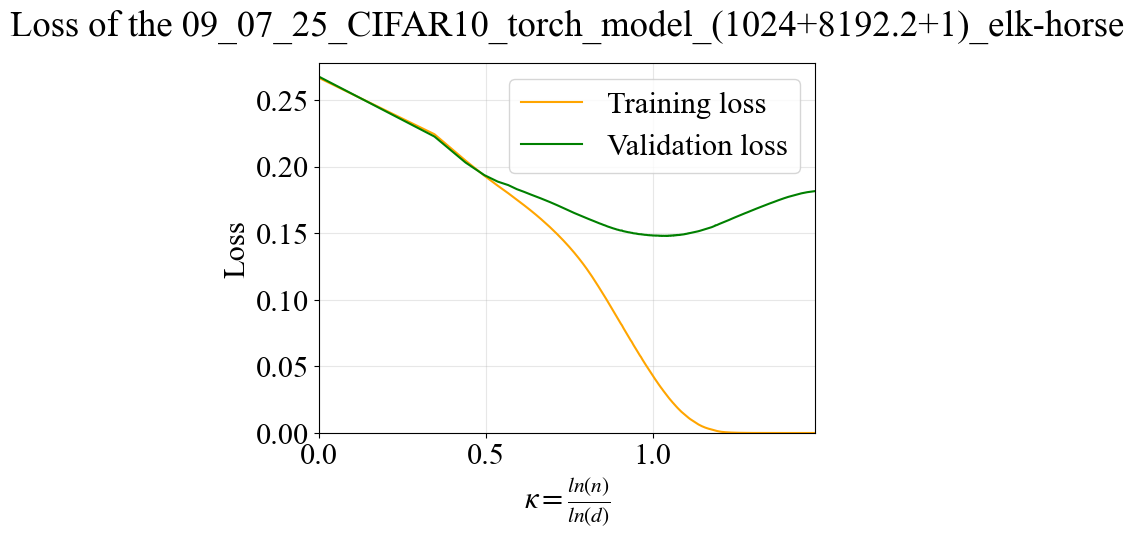 Loss of the 09_07_25_CIFAR10_torch_model_(1024+8192.2+1)_elk-horse
Training loss
Validation loss
Loss
0.25
0.20
0.15
0.10
0.05
0.00
0.0 0.5 1.0
κ = ln(n)/ln(d)